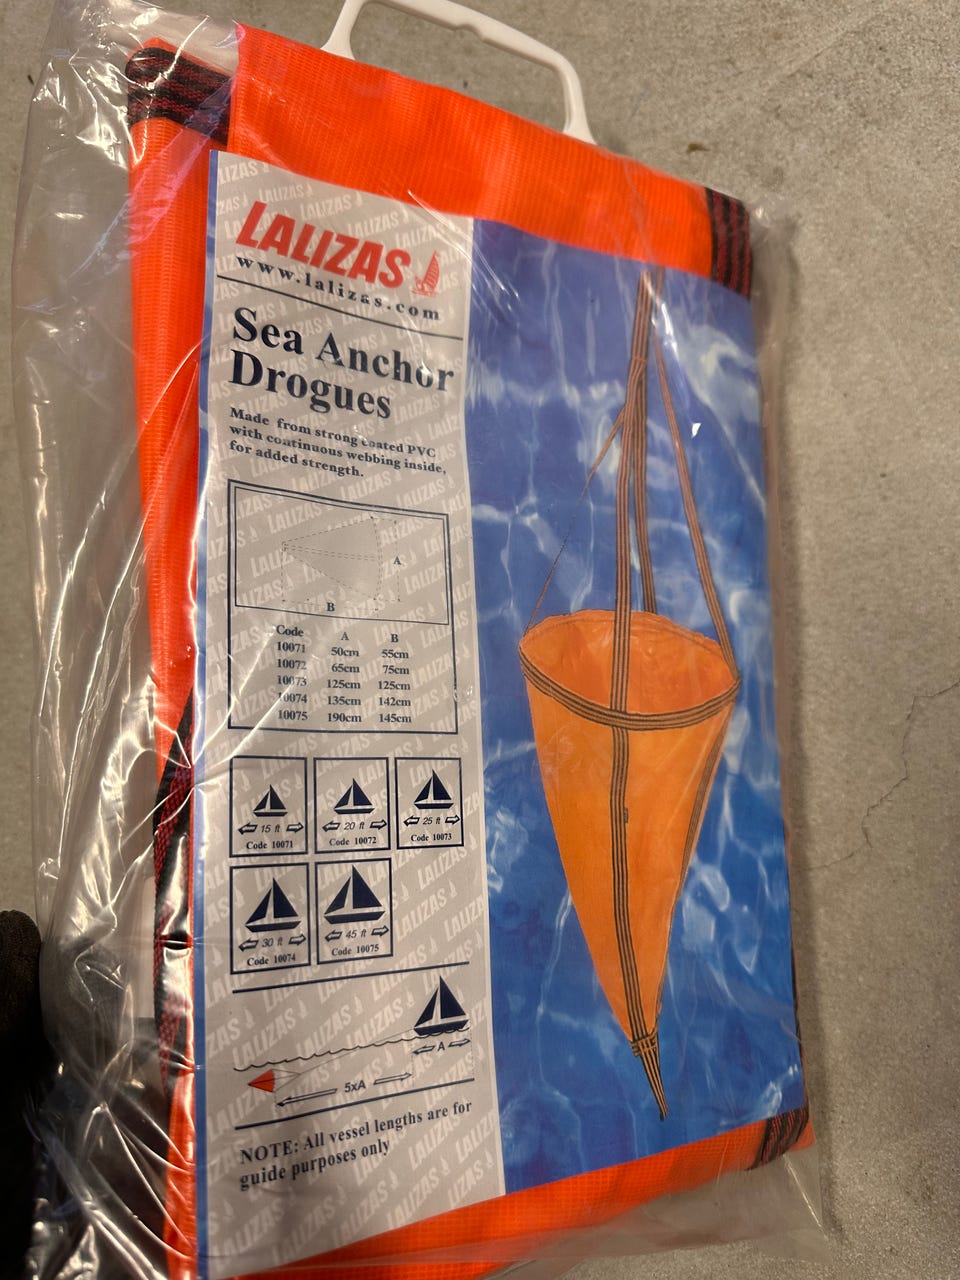 LALIZAS
www.lalizas.com
Sea Anchor
Drogues
Made from strong coated PVC
with continuous webbing inside,
for added strength.
A
B
Code A B
10071 50cm 55cm
10072 65cm 75cm
10073 125cm 125cm
10074 135cm 142cm
10075 190cm 145cm
15 ft
Code 10071
20 ft
Code 10072
25 ft
Code 10073
30 ft
Code 10074
45 ft
Code 10075
A
5xA
NOTE: All vessel lengths are for
guide purposes only